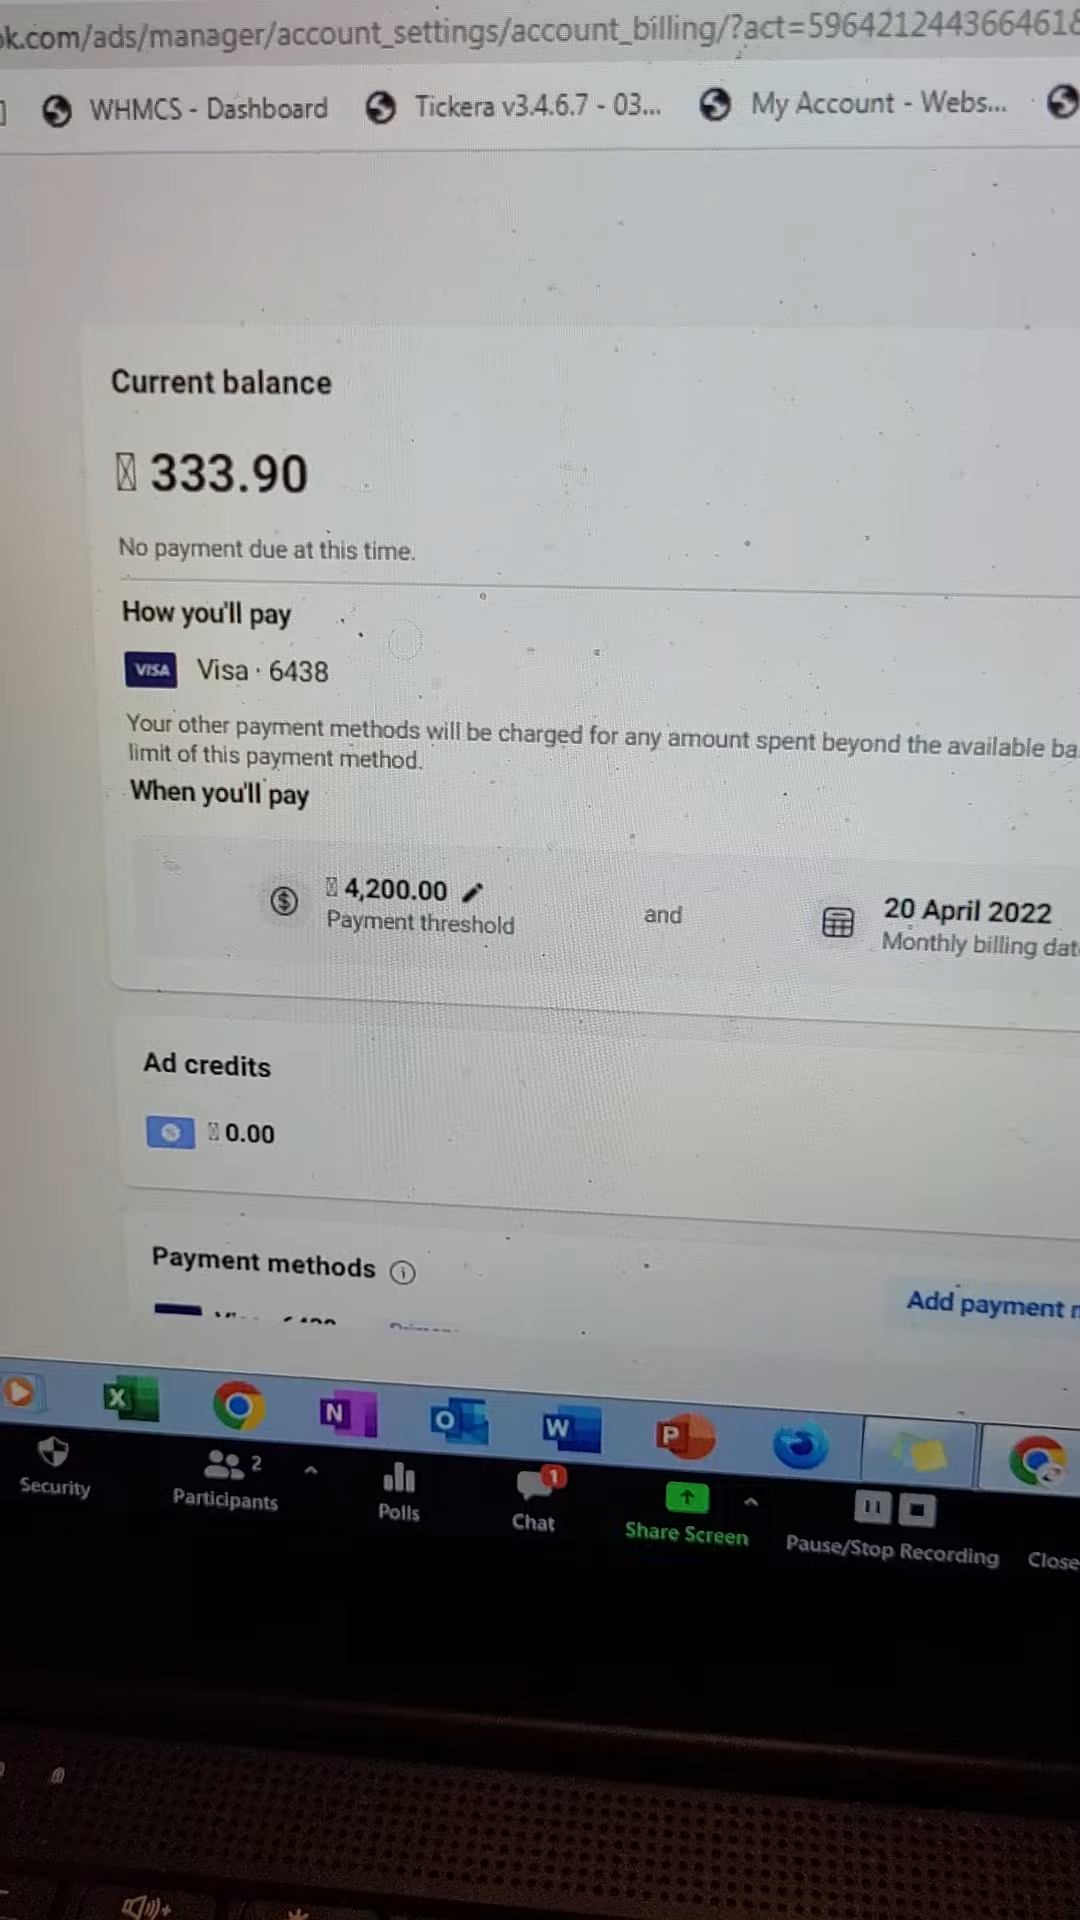 ok.com/ads/manager/account_settings/account_billing/?act=5964212443664618
WHMCS - Dashboard
Tickera v3.4.6.7 - 03...
My Account - Webs...
Current balance
333.90
No payment due at this time.
How you'll pay
VISA Visa · 6438
Your other payment methods will be charged for any amount spent beyond the available ba
limit of this payment method.
When you'll pay
4,200.00
Payment threshold
and
20 April 2022
Monthly billing dat
Ad credits
0.00
Payment methods
Add payment
X
N
O
W
P
Security
2
Participants
Polls
1
Chat
Share Screen
Pause/Stop Recording
Close